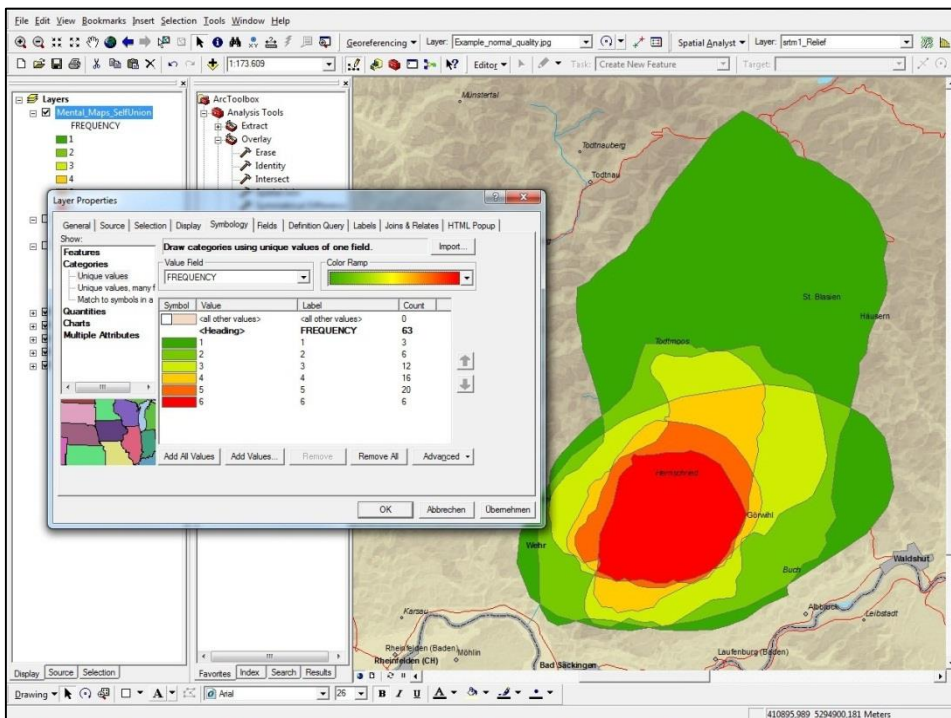 File Edit View Bookmarks Insert Selection Tools Window Help
Georeferencing Layer: Example_normal_quality.jpg Spatial Analyst Layer: srtm1_Relief
1:173.609 Editor Task: Create New Feature Target:
Layers
Mental_Maps_SelfUnion
FREQUENCY
1
2
3
4
ArcToolbox
Analysis Tools
Extract
Overlay
Erase
Identity
Intersect
Layer Properties
General Source Selection Display Symbology Fields Definition Query Labels Joins & Relates HTML Popup
Show:
Features
Categories
Unique values
Unique values, many f
Match to symbols in a
Quantities
Charts
Multiple Attributes
Draw categories using unique values of one field.
Import...
Value Field
FREQUENCY
Color Ramp
Symbol Value Label Count
<all other values> <all other values> 0
<Heading> FREQUENCY 63
1 1 3
2 2 6
3 3 12
4 4 16
5 5 20
6 6 6
Add All Values Add Values... Remove Remove All Advanced
OK Abbrechen Übernehmen
Münstertal
Todtnauberg
Todtnau
St. Blasien
Häusern
Todtmoos
Herrischried
Görwihl
Wehr
Waldshut
Buch
Albbruck
Leibstadt
Karsau
Rheinfelden (Baden)
Rheinfelden (CH)
Möhlin
Laufenburg (Baden)
Bad Säckingen
Display Source Selection
Favorites Index Search Results
Drawing A Arial 26 B I U A
410895,989 5294900,181 Meters